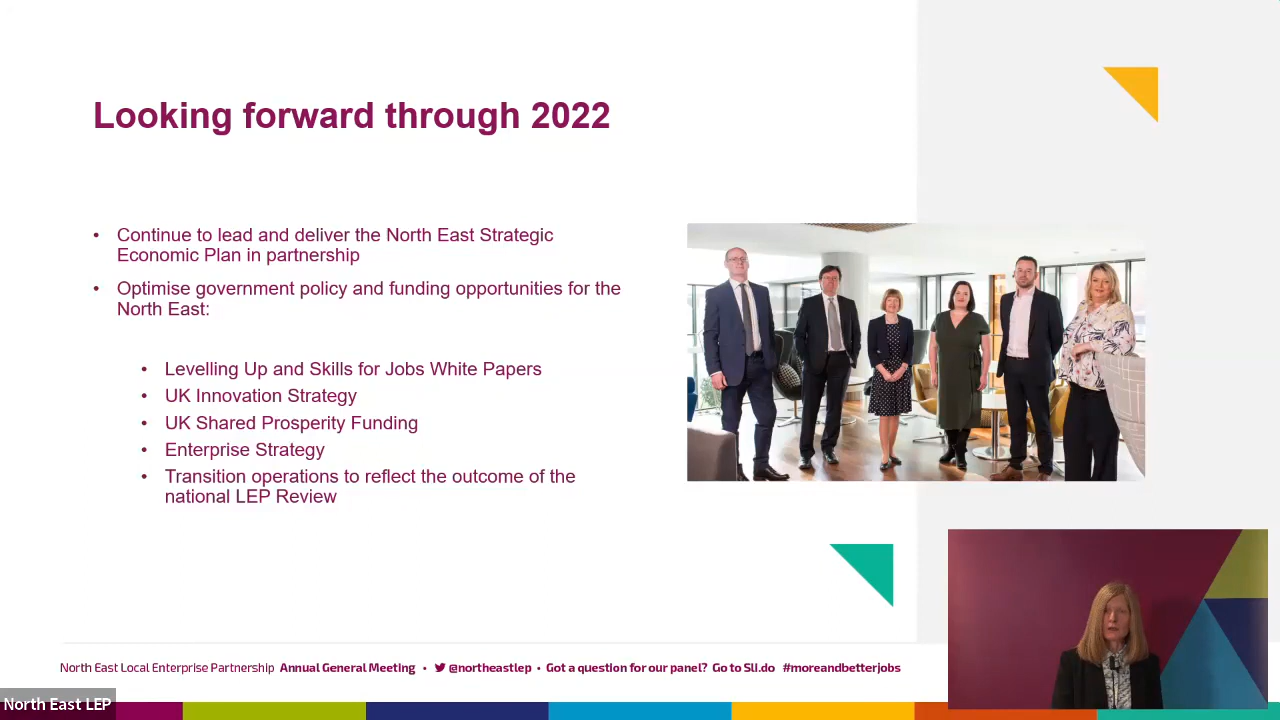 Looking forward through 2022
• Continue to lead and deliver the North East Strategic
Economic Plan in partnership
• Optimise government policy and funding opportunities for the
North East:
• Levelling Up and Skills for Jobs White Papers
• UK Innovation Strategy
• UK Shared Prosperity Funding
• Enterprise Strategy
• Transition operations to reflect the outcome of the
national LEP Review
North East Local Enterprise Partnership Annual General Meeting • @northeastlep • Got a question for our panel? Go to Sli.do #moreandbetterjobs
North East LEP